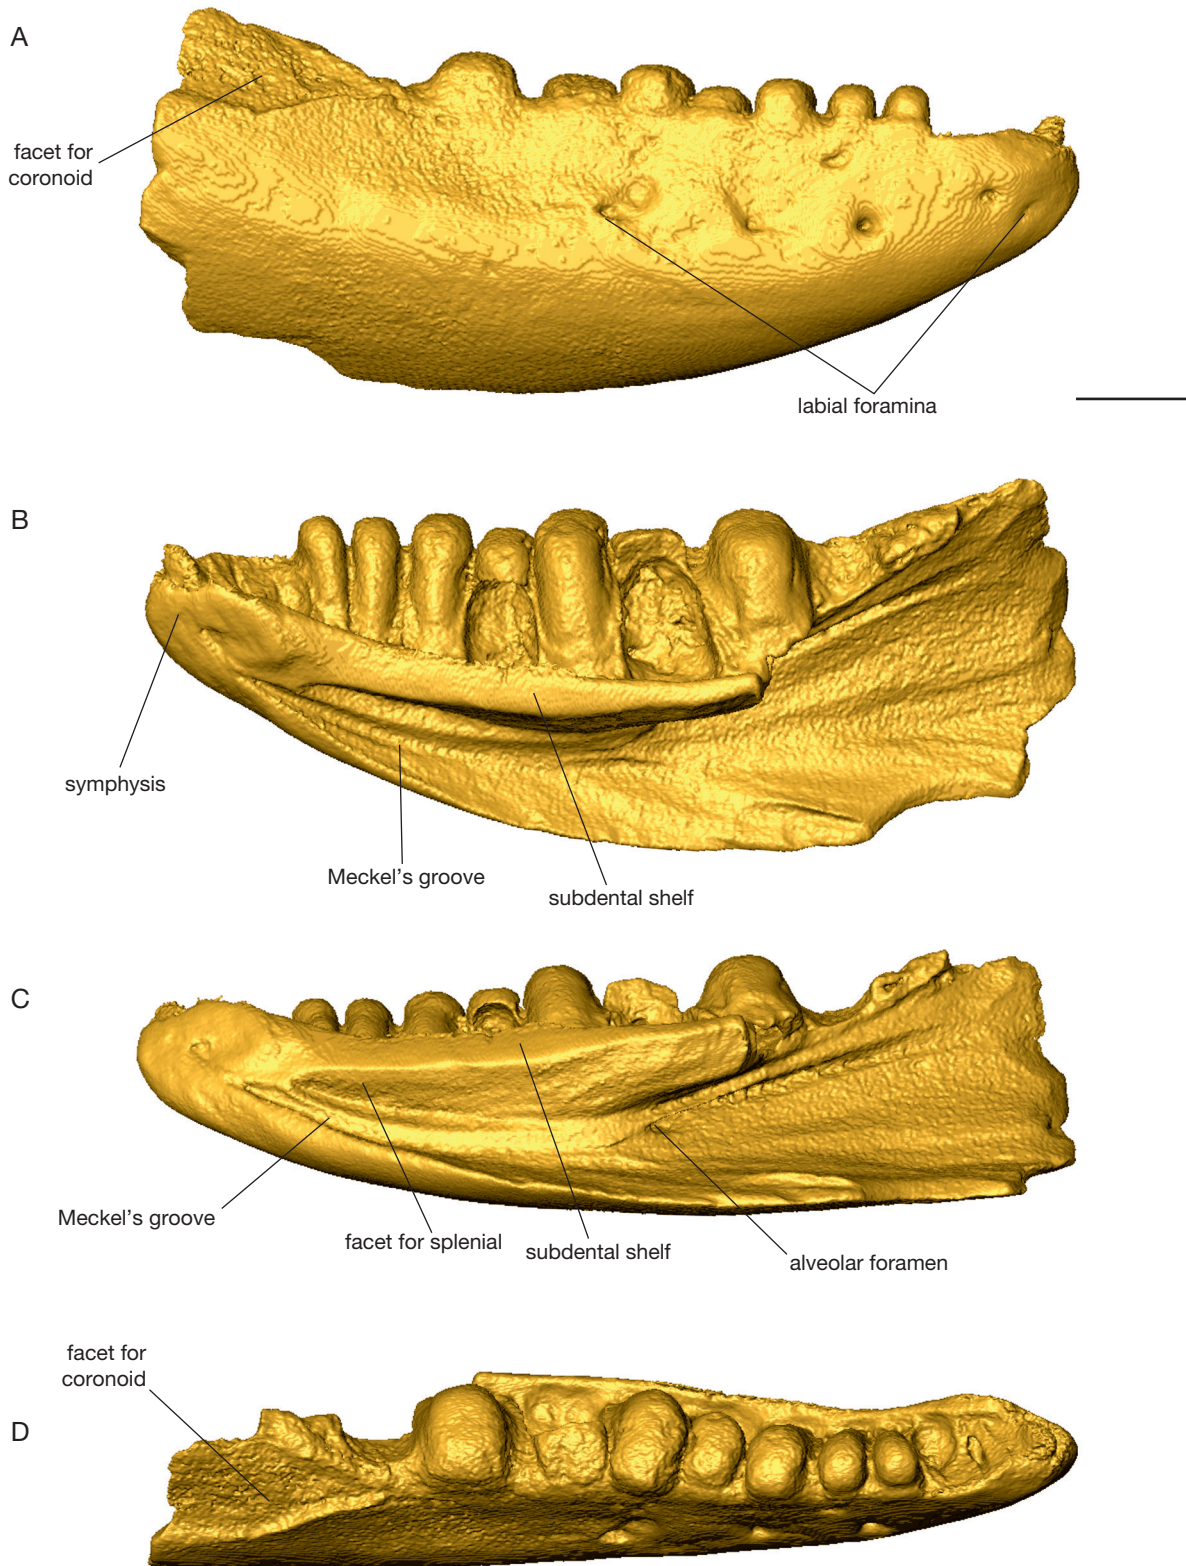 A
facet for
coronoid
labial foramina
B
symphysis
Meckel's groove
subdental shelf
C
Meckel's groove
facet for splenial
subdental shelf
alveolar foramen
facet for
coronoid
D